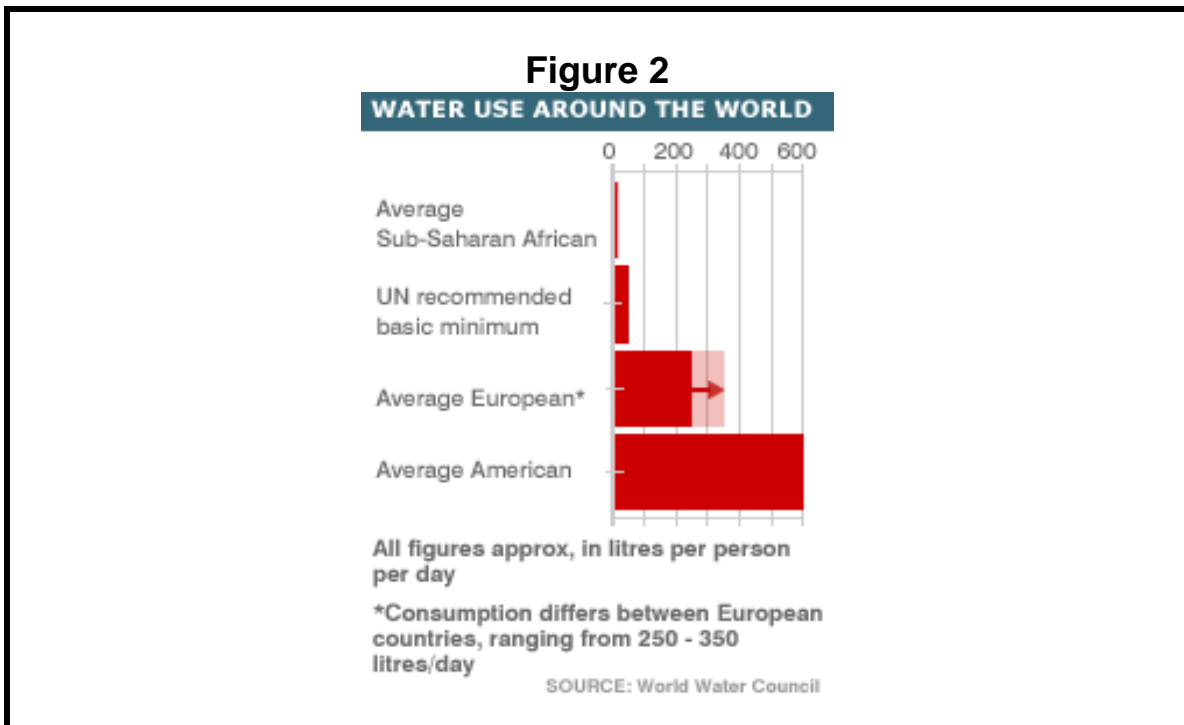 Figure 2
WATER USE AROUND THE WORLD
0 200 400 600
Average
Sub-Saharan African
UN recommended
basic minimum
Average European*
Average American
All figures approx, in litres per person
per day
*Consumption differs between European
countries, ranging from 250 - 350
litres/day
SOURCE: World Water Council